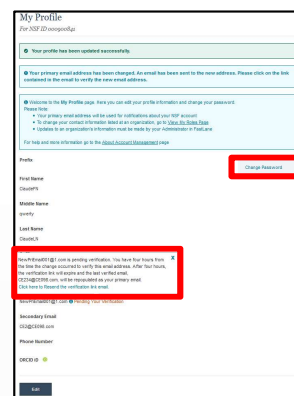 My Profile
For NSF ID 000900841
Your profile has been updated successfully.
Your primary email address has been changed. An email has been sent to the new address. Please click on the link
contained in the email to verify the new email address.
Welcome to the My Profile page. Here you can edit your profile information and change your password.
Please Note:
• Your primary email address will be used for notifications about your NSF account
• To change your contact information listed at an organization, go to View My Roles Page
• Updates to an organization's information must be made by your Administrator in FastLane
For help and more information go to the About Account Management page
Prefix
Change Password
First Name
ClaudeFN
Middle Name
qwerty
Last Name
ClaudeLN
X
NewPriEmail001@1.com is pending verification. You have four hours from
the time the change occurred to verify this email address. After four hours,
the verification link will expire and the last verified email,
CE234@CE098.com, will be repopulated as your primary email.
Click here to Resend the verification link email.
NewPriEmail001@1.com Pending Your Verification
Secondary Email
CE2@CE098.com
Phone Number
ORCID iD
Edit